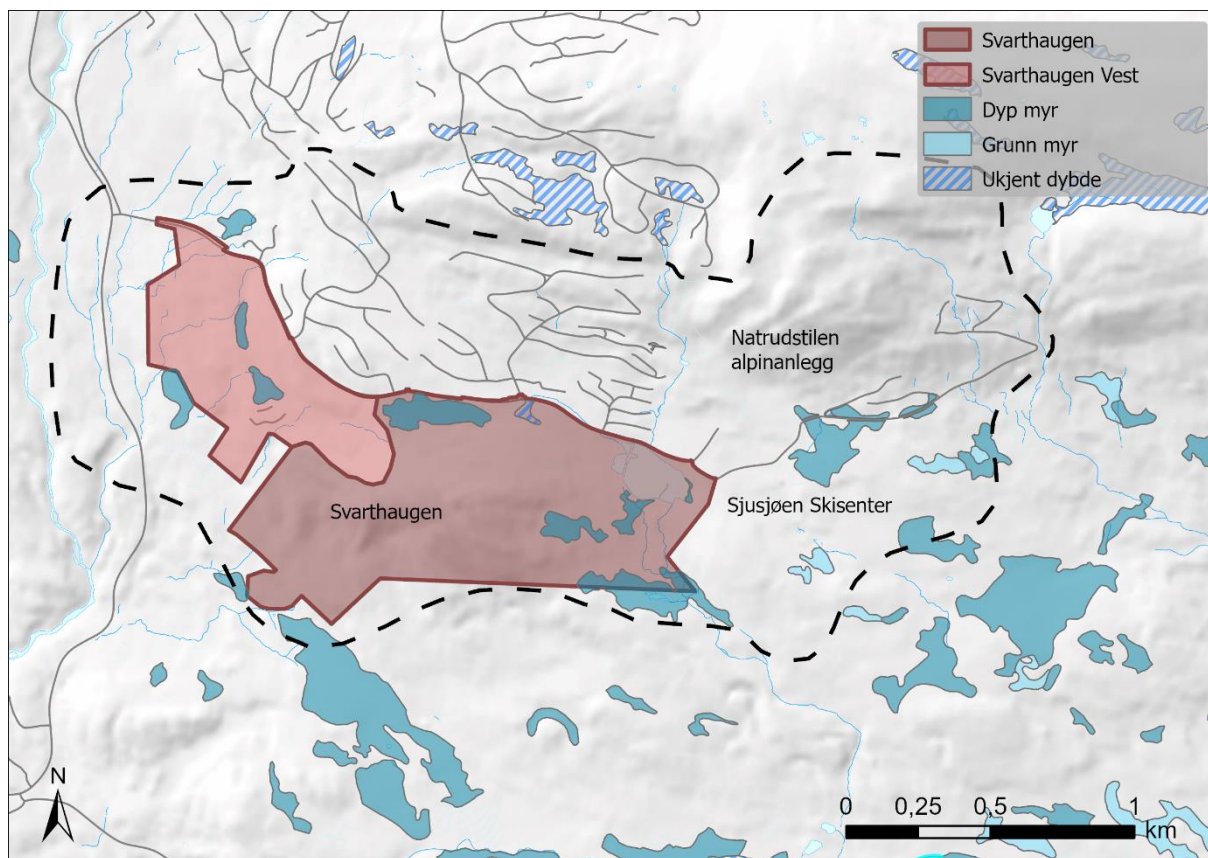 Svarthaugen
Svarthaugen Vest
Dyp myr
Grunn myr
Ukjent dybde
Natrudstilen
alpinanlegg
Svarthaugen
Sjusjøen Skisenter
N
0 0,25 0,5 1
km